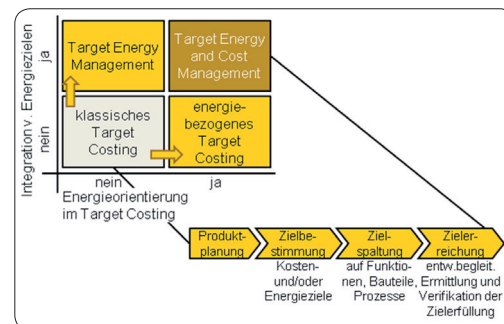 Integration v. Energiezielen
ja
nein
Target Energy
Management
Target Energy
and Cost
Management
klassisches
Target
Costing
energie-
bezogenes
Target
Costing
nein
ja
Energieorientierung
im Target Costing
Produkt-
planung
Zielbe-
stimmung
Ziel-
spaltung
Zieler-
reichung
Kosten-
und/oder
Energieziele
auf Funktio-
nen, Bauteile,
Prozesse
entw.begleit.
Ermittlung und
Verifikation der
Zielerfüllung